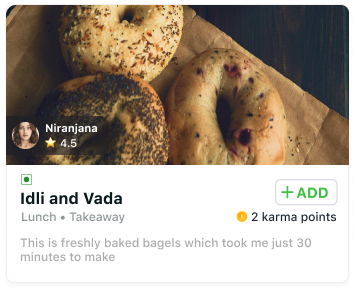 Niranjana
4.5
Idli and Vada
+ ADD
Lunch • Takeaway
2 karma points
This is freshly baked bagels which took me just 30
minutes to make